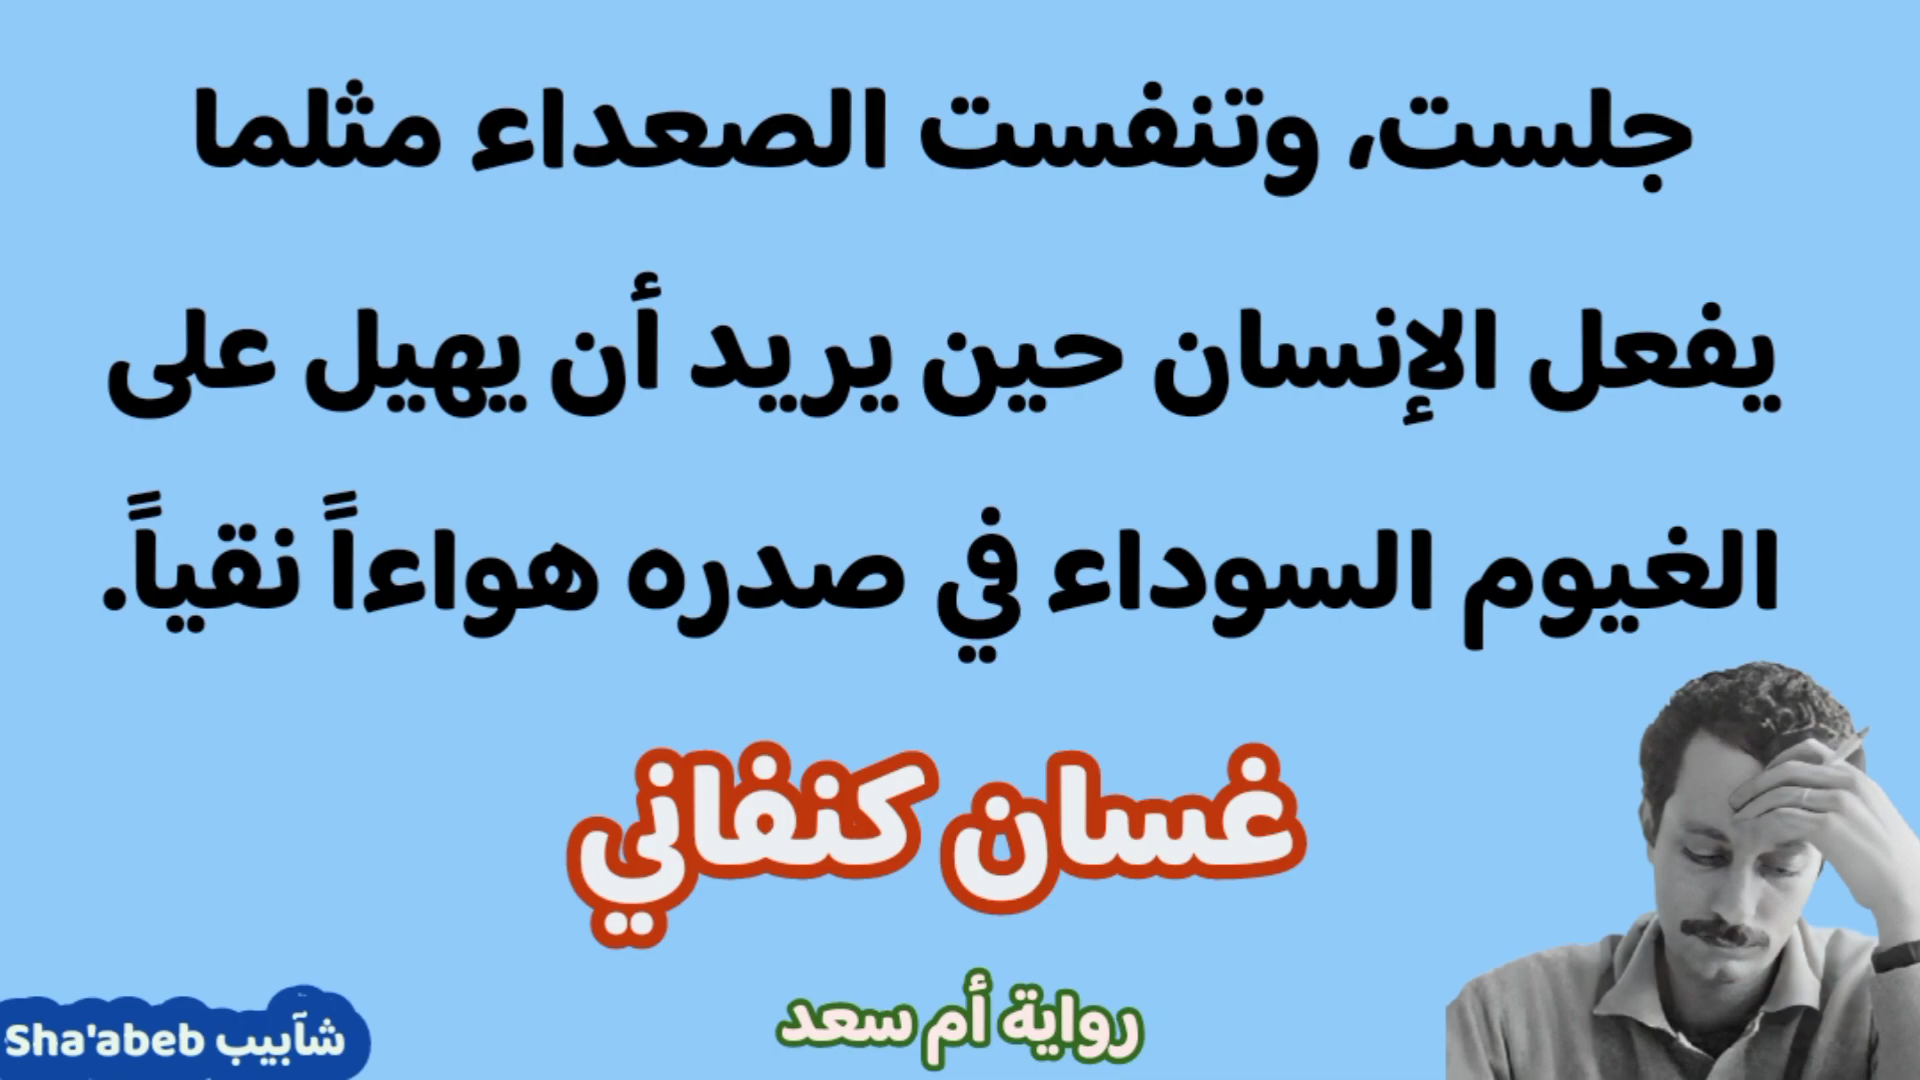 جلست، وتنفست الصعداء مثلما
يفعل الإنسان حين يريد أن يهيل على
الغيوم السوداء في صدره هواءاً نقياً.
غسان كنفاني
رواية أم سعد
شآبيب Sha'abeb